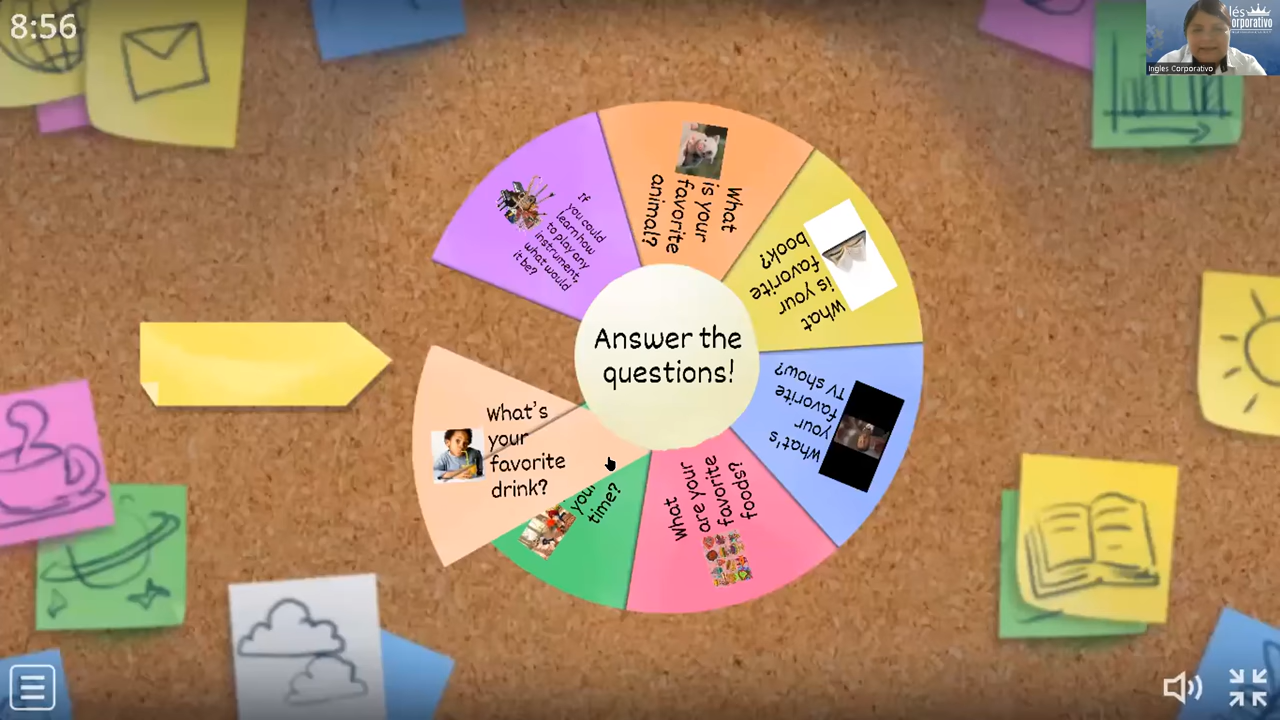 8:56
lés
orporativo
Ingles Corporativo
If
you could
learn how
to play any
instrument,
what would
it be?
What
is your
favorite
animal?
What
is your
favorite
book?
What's
your
favorite
TV show?
What
are your
favorite
foods?
your
time?
What's
your
favorite
drink?
Answer the
questions!